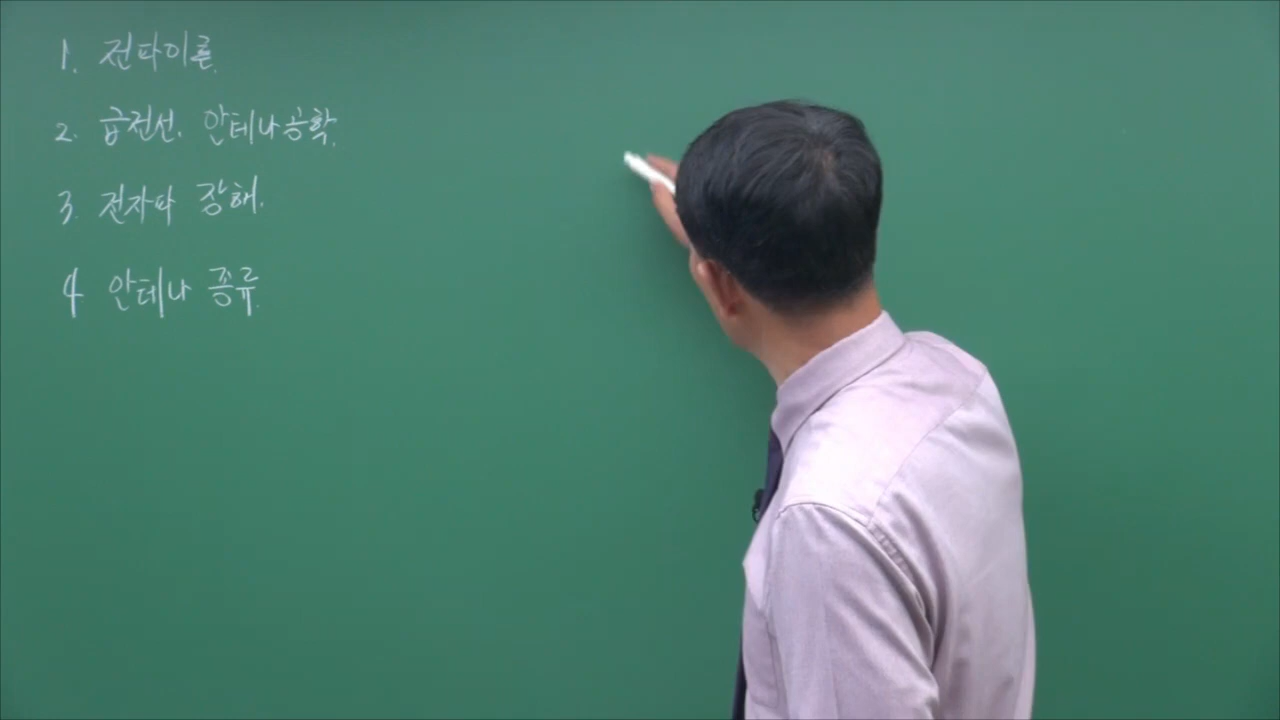 1. 전파이론.
2. 급전선. 안테나공학.
3. 전자파 장해.
4 안테나 종류.